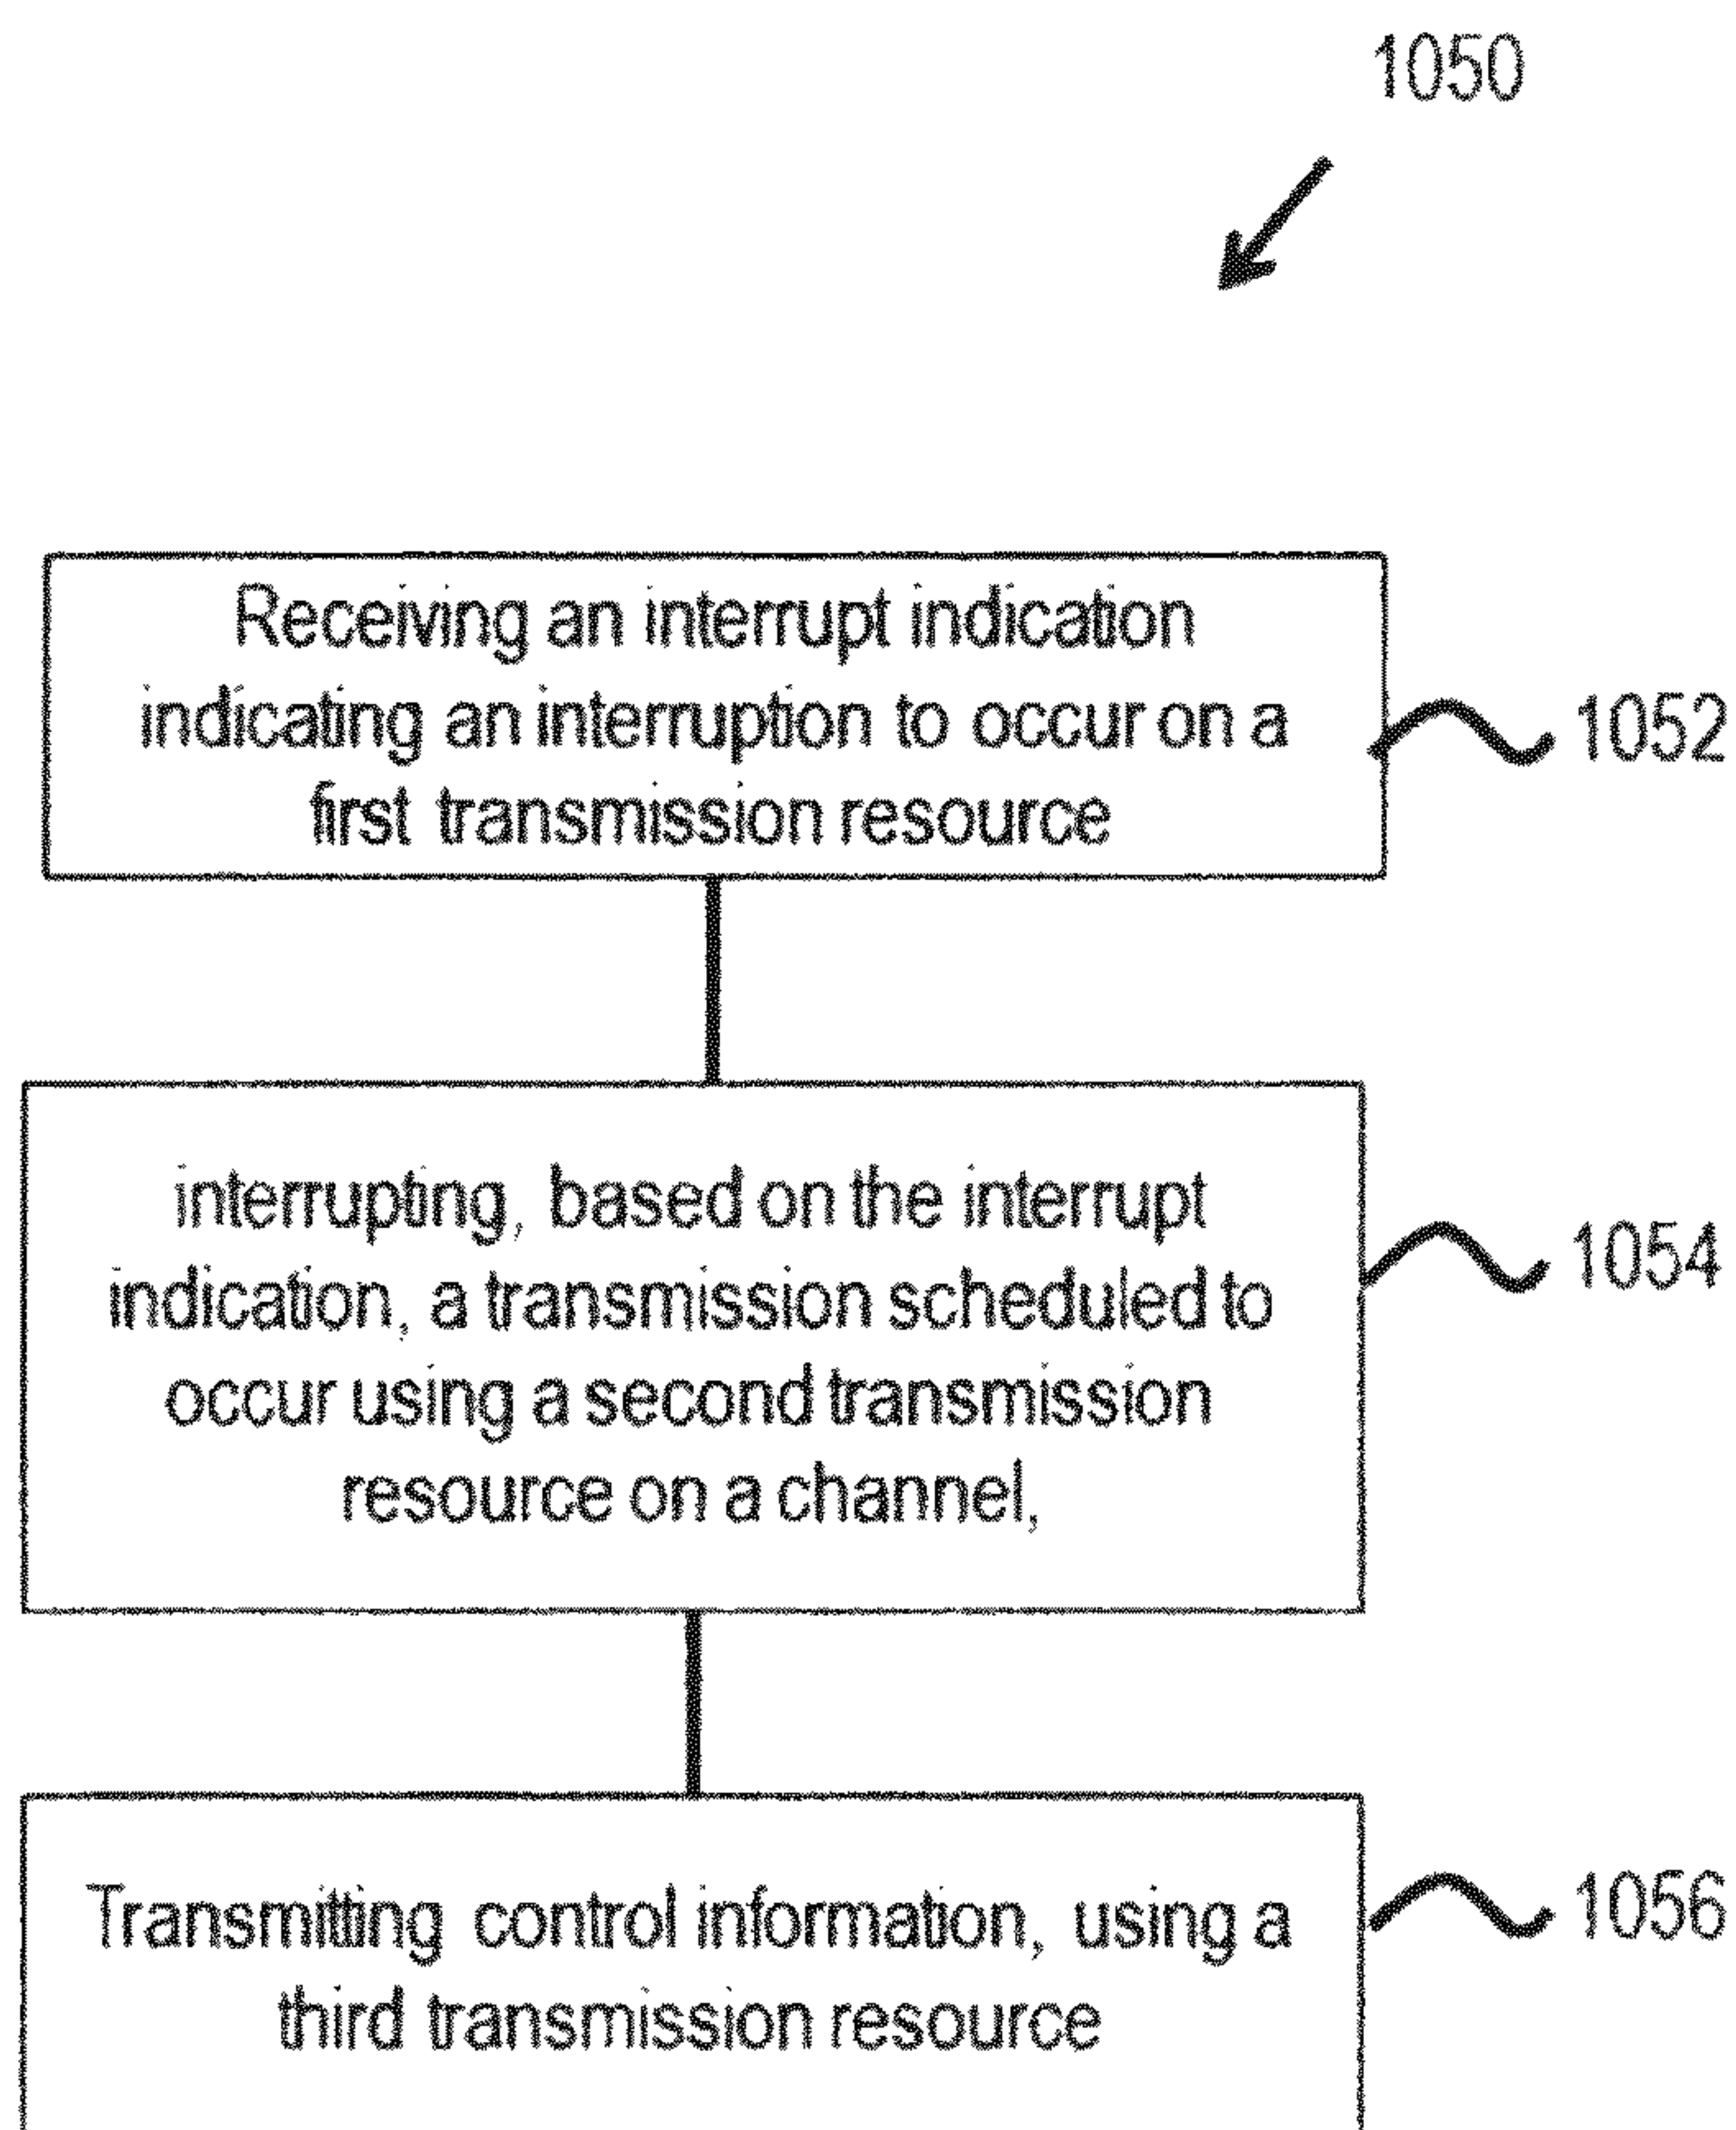 1050
Receiving an interrupt indication
indicating an interruption to occur on a
first transmission resource
1052
interrupting, based on the interrupt
indication, a transmission scheduled to
occur using a second transmission
resource on a channel,
1054
Transmitting control information, using a
third transmission resource
1056